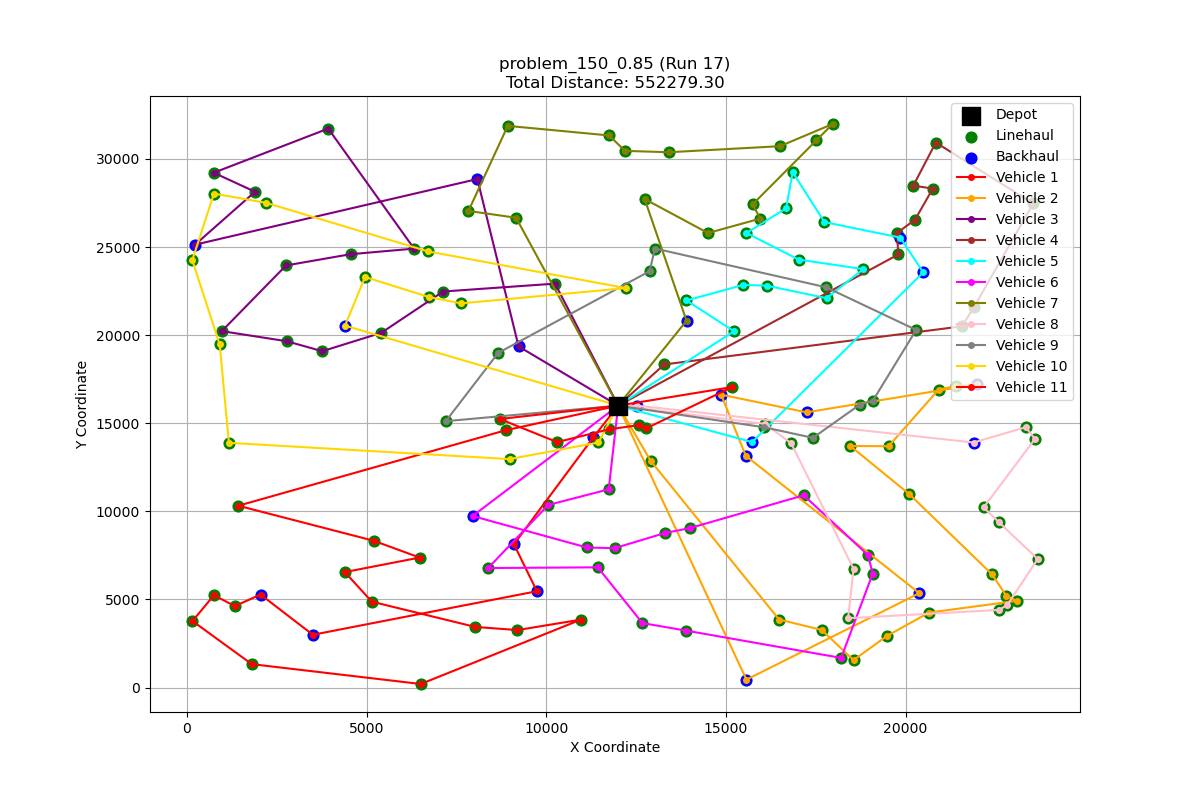 problem_150_0.85 (Run 17)
Total Distance: 552279.30
Depot
Linehaul
Backhaul
Vehicle 1
Vehicle 2
Vehicle 3
Vehicle 4
Vehicle 5
Vehicle 6
Vehicle 7
Vehicle 8
Vehicle 9
Vehicle 10
Vehicle 11
30000
25000
20000
15000
10000
5000
0
Y Coordinate
0 5000 10000 15000 20000
X Coordinate